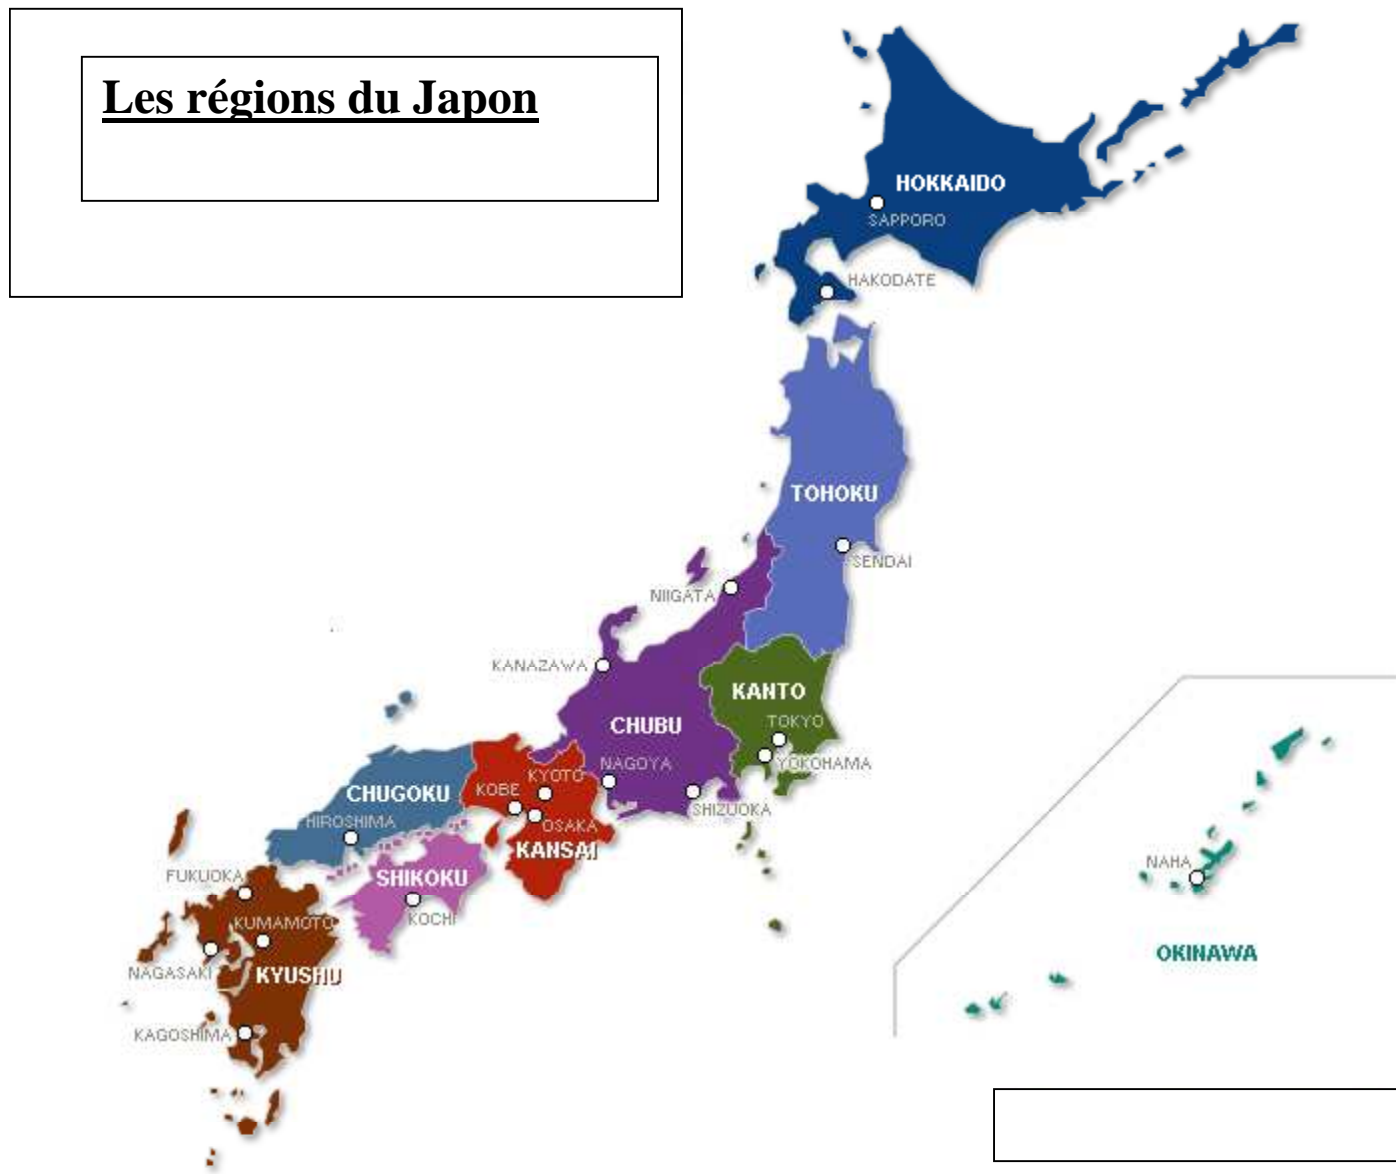 Les régions du Japon
HOKKAIDO
SAPPORO
HAKODATE
TOHOKU
SENDAI
NIIGATA
KANAZAWA
KANTO
TOKYO
YOKOHAMA
CHUBU
NAGOYA
SHIZUOKA
KYOTO
KOBE
OSAKA
KANSAI
CHUGOKU
HIROSHIMA
SHIKOKU
KOCHI
FUKUOKA
KUMAMOTO
NAGASAKI
KYUSHU
KAGOSHIMA
NAHA
OKINAWA